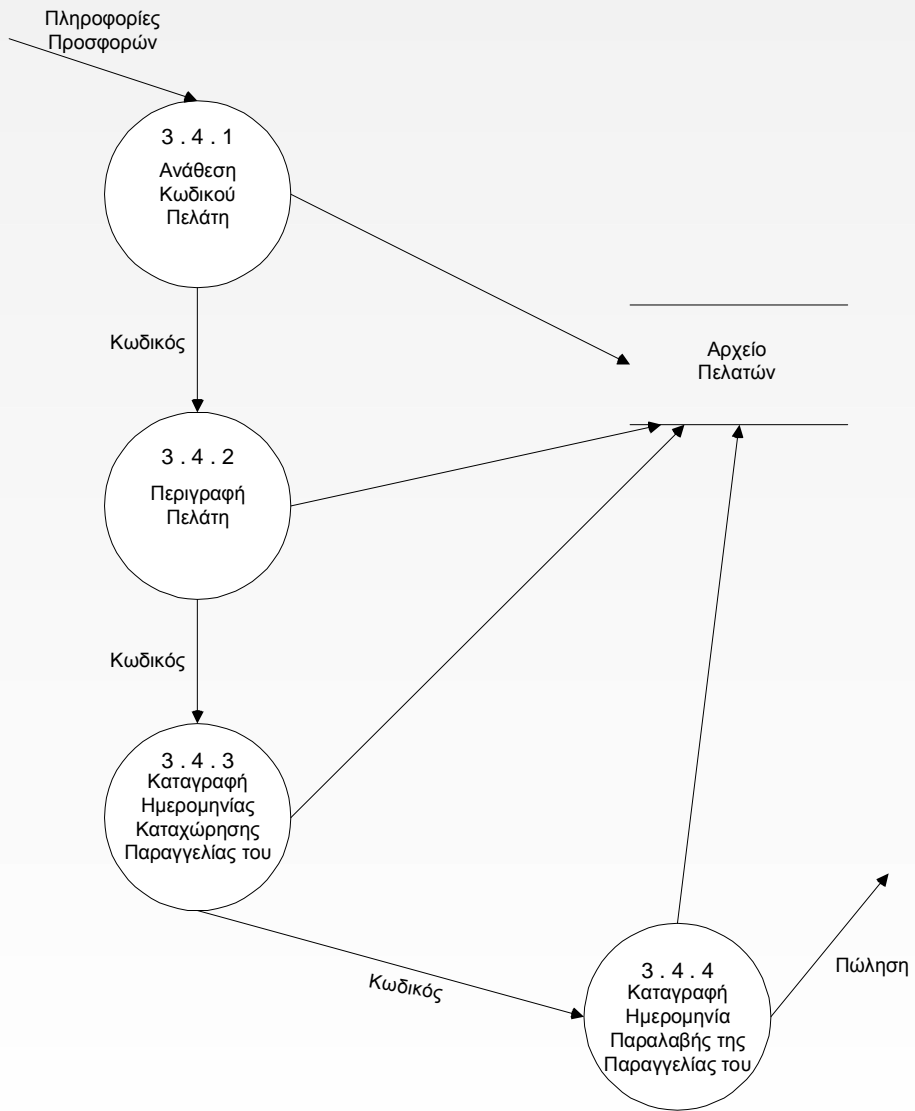 Πληροφορίες
Προσφορών
3 . 4 . 1
Ανάθεση
Κωδικού
Πελάτη
Κωδικός
Αρχείο
Πελατών
3 . 4 . 2
Περιγραφή
Πελάτη
Κωδικός
3 . 4 . 3
Καταγραφή
Ημερομηνίας
Καταχώρησης
Παραγγελίας του
Κωδικός
3 . 4 . 4
Καταγραφή
Ημερομηνία
Παραλαβής της
Παραγγελίας του
Πώληση